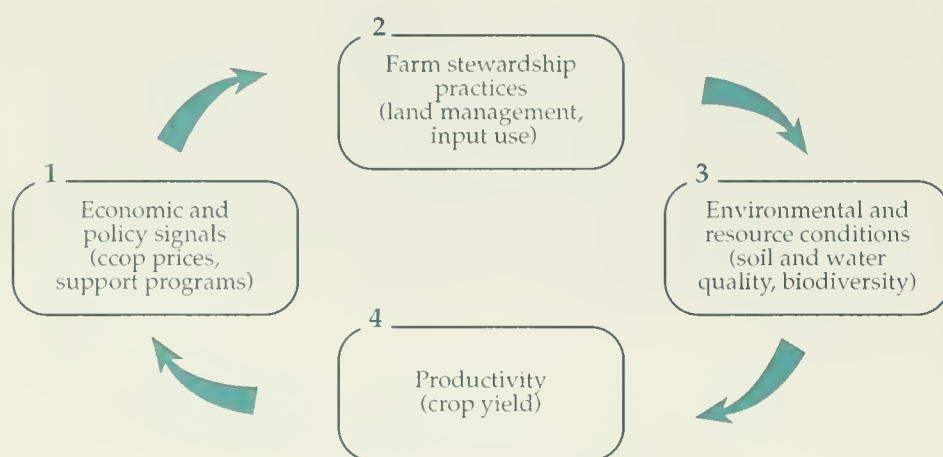 1
Economic and
policy signals
(ccop prices,
support programs)
2
Farm stewardship
practices
(land management,
input use)
3
Environmental and
resource conditions
(soil and water
quality, biodiversity)
4
Productivity
(crop yield)